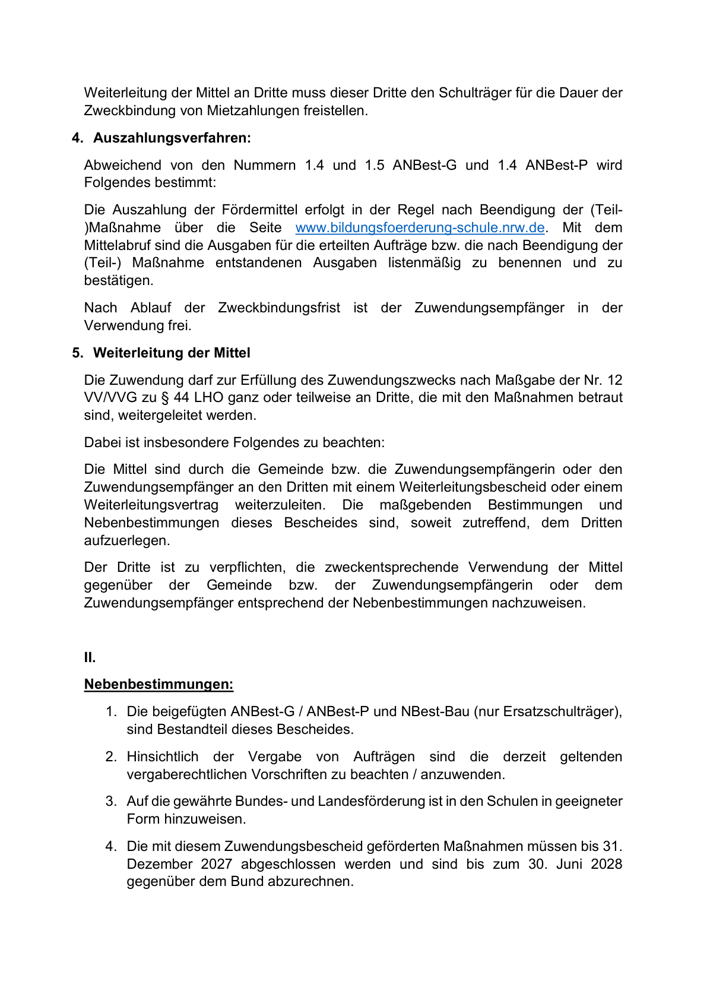 Weiterleitung der Mittel an Dritte muss dieser Dritte den Schulträger für die Dauer der
Zweckbindung von Mietzahlungen freistellen.
4. Auszahlungsverfahren:
Abweichend von den Nummern 1.4 und 1.5 ANBest-G und 1.4 ANBest-P wird
Folgendes bestimmt:
Die Auszahlung der Fördermittel erfolgt in der Regel nach Beendigung der (Teil-
)Maßnahme über die Seite www.bildungsfoerderung-schule.nrw.de. Mit dem
Mittelabruf sind die Ausgaben für die erteilten Aufträge bzw. die nach Beendigung der
(Teil-) Maßnahme entstandenen Ausgaben listenmäßig zu benennen und zu
bestätigen.
Nach Ablauf der Zweckbindungsfrist ist der Zuwendungsempfänger in der
Verwendung frei.
5. Weiterleitung der Mittel
Die Zuwendung darf zur Erfüllung des Zuwendungszwecks nach Maßgabe der Nr. 12
VV/VVG zu § 44 LHO ganz oder teilweise an Dritte, die mit den Maßnahmen betraut
sind, weitergeleitet werden.
Dabei ist insbesondere Folgendes zu beachten:
Die Mittel sind durch die Gemeinde bzw. die Zuwendungsempfängerin oder den
Zuwendungsempfänger an den Dritten mit einem Weiterleitungsbescheid oder einem
Weiterleitungsvertrag weiterzuleiten. Die maßgebenden Bestimmungen und
Nebenbestimmungen dieses Bescheides sind, soweit zutreffend, dem Dritten
aufzuerlegen.
Der Dritte ist zu verpflichten, die zweckentsprechende Verwendung der Mittel
gegenüber der Gemeinde bzw. der Zuwendungsempfängerin oder dem
Zuwendungsempfänger entsprechend der Nebenbestimmungen nachzuweisen.
II.
Nebenbestimmungen:
1. Die beigefügten ANBest-G / ANBest-P und NBest-Bau (nur Ersatzschulträger),
sind Bestandteil dieses Bescheides.
2. Hinsichtlich der Vergabe von Aufträgen sind die derzeit geltenden
vergaberechtlichen Vorschriften zu beachten / anzuwenden.
3. Auf die gewährte Bundes- und Landesförderung ist in den Schulen in geeigneter
Form hinzuweisen.
4. Die mit diesem Zuwendungsbescheid geförderten Maßnahmen müssen bis 31.
Dezember 2027 abgeschlossen werden und sind bis zum 30. Juni 2028
gegenüber dem Bund abzurechnen.